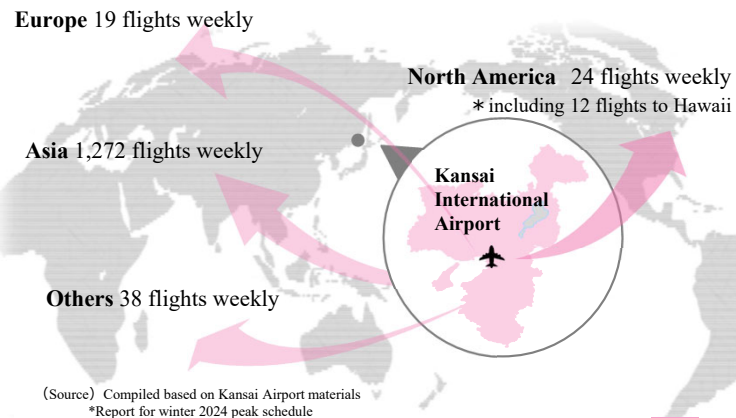 Europe 19 flights weekly
North America 24 flights weekly
＊including 12 flights to Hawaii
Asia 1,272 flights weekly
Kansai
International
Airport
Others 38 flights weekly
（Source）Compiled based on Kansai Airport materials
*Report for winter 2024 peak schedule